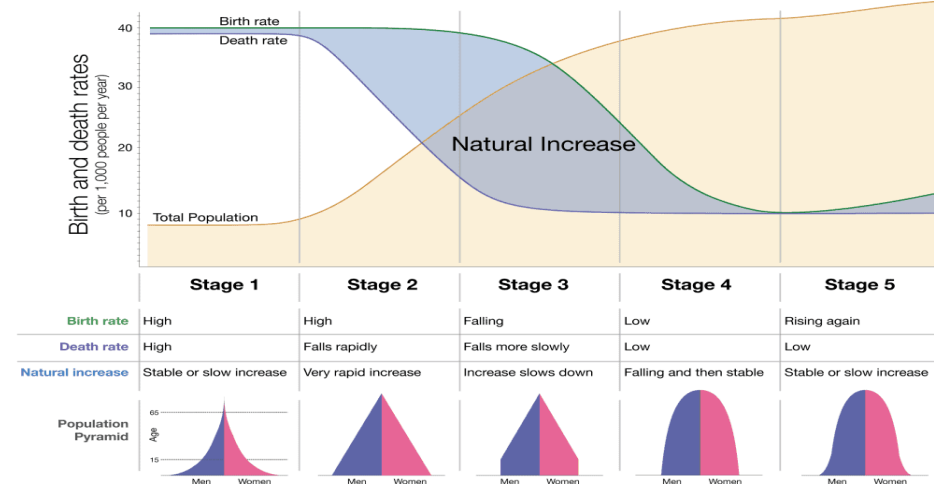 Birth and death rates
(per 1,000 people per year)
40
30
20
10
Birth rate
Death rate
Natural Increase
Total Population
Stage 1 Stage 2 Stage 3 Stage 4 Stage 5
Birth rate High High Falling Low Rising again
Death rate High Falls rapidly Falls more slowly Low Low
Natural increase Stable or slow increase Very rapid increase Increase slows down Falling and then stable Stable or slow increase
Population
Pyramid
65
Age
15
Men Women Men Women Men Women Men Women Men Women